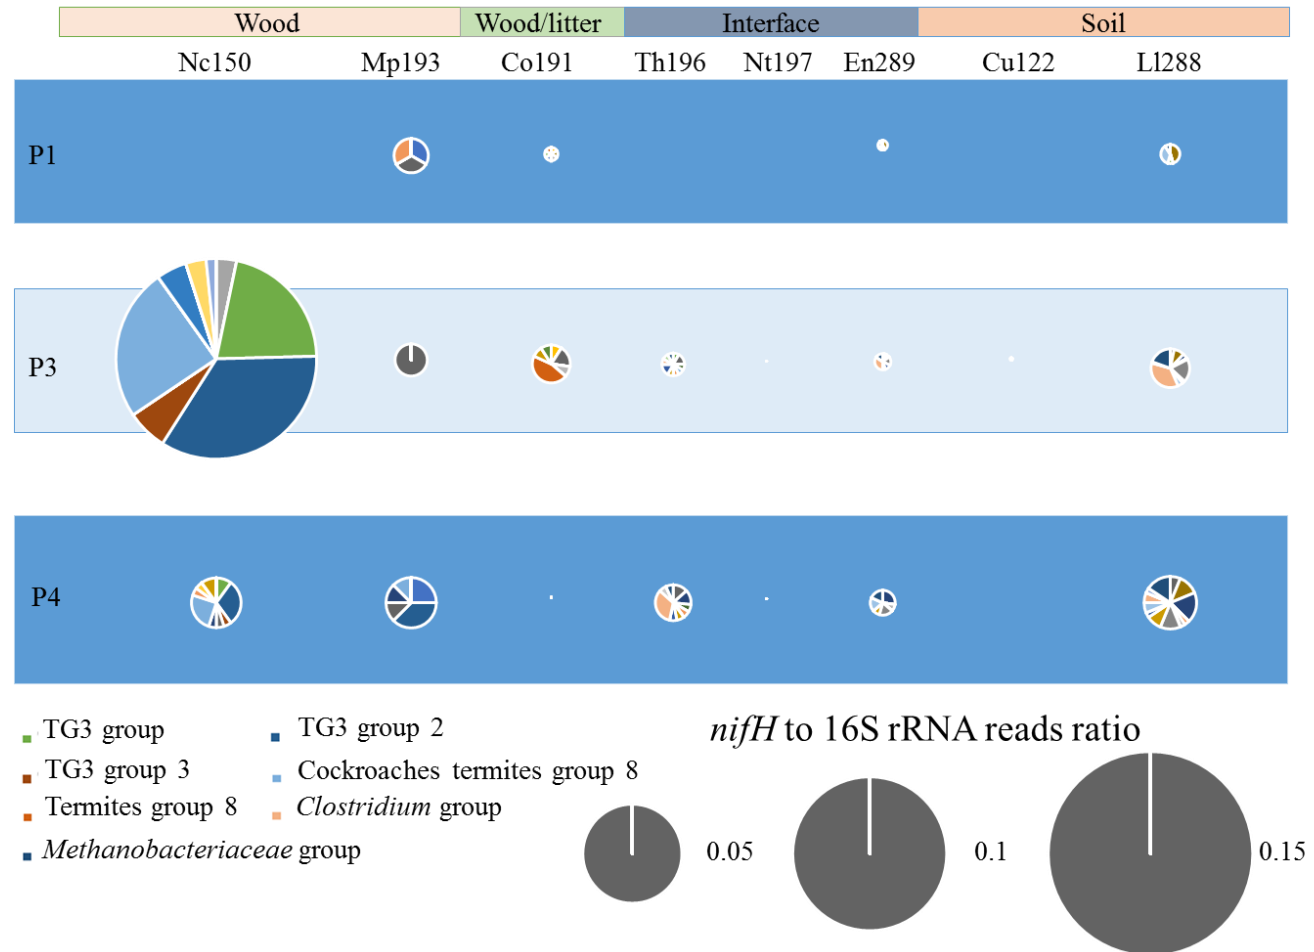 Wood Wood/litter Interface Soil
Nc150 Mp193 Co191 Th196 Nt197 En289 Cu122 Ll288
P1
P3
P4
TG3 group TG3 group 2
TG3 group 3 Cockroaches termites group 8
Termites group 8 Clostridium group
Methanobacteriaceae group
nifH to 16S rRNA reads ratio
0.05 0.1 0.15